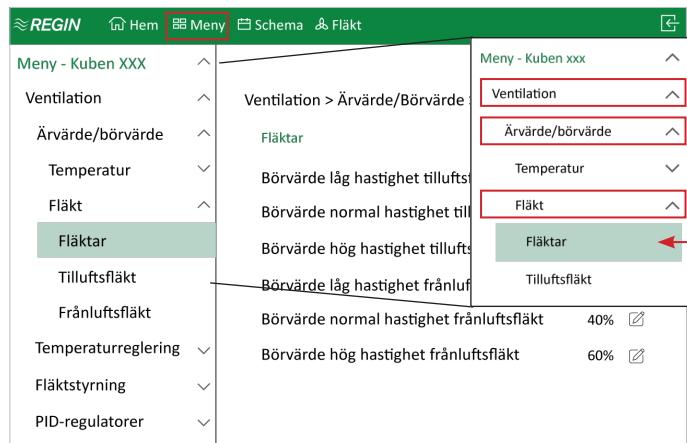 REGIN Hem Meny Schema Fläkt
Meny - Kuben XXX
Ventilation
Ärvärde/börvärde
Temperatur
Fläkt
Fläktar
Tilluftsfläkt
Frånluftsfläkt
Temperaturreglering
Fläktstyrning
PID-regulatorer
Ventilation > Ärvärde/Börvärde
Fläktar
Börvärde låg hastighet tillufts
Börvärde normal hastighet till
Börvärde hög hastighet tillufts
Börvärde låg hastighet frånluf
Börvärde normal hastighet frånluftsfläkt 40%
Börvärde hög hastighet frånluftsfläkt 60%
Meny - Kuben xxx
Ventilation
Ärvärde/börvärde
Temperatur
Fläkt
Fläktar
Tilluftsfläkt